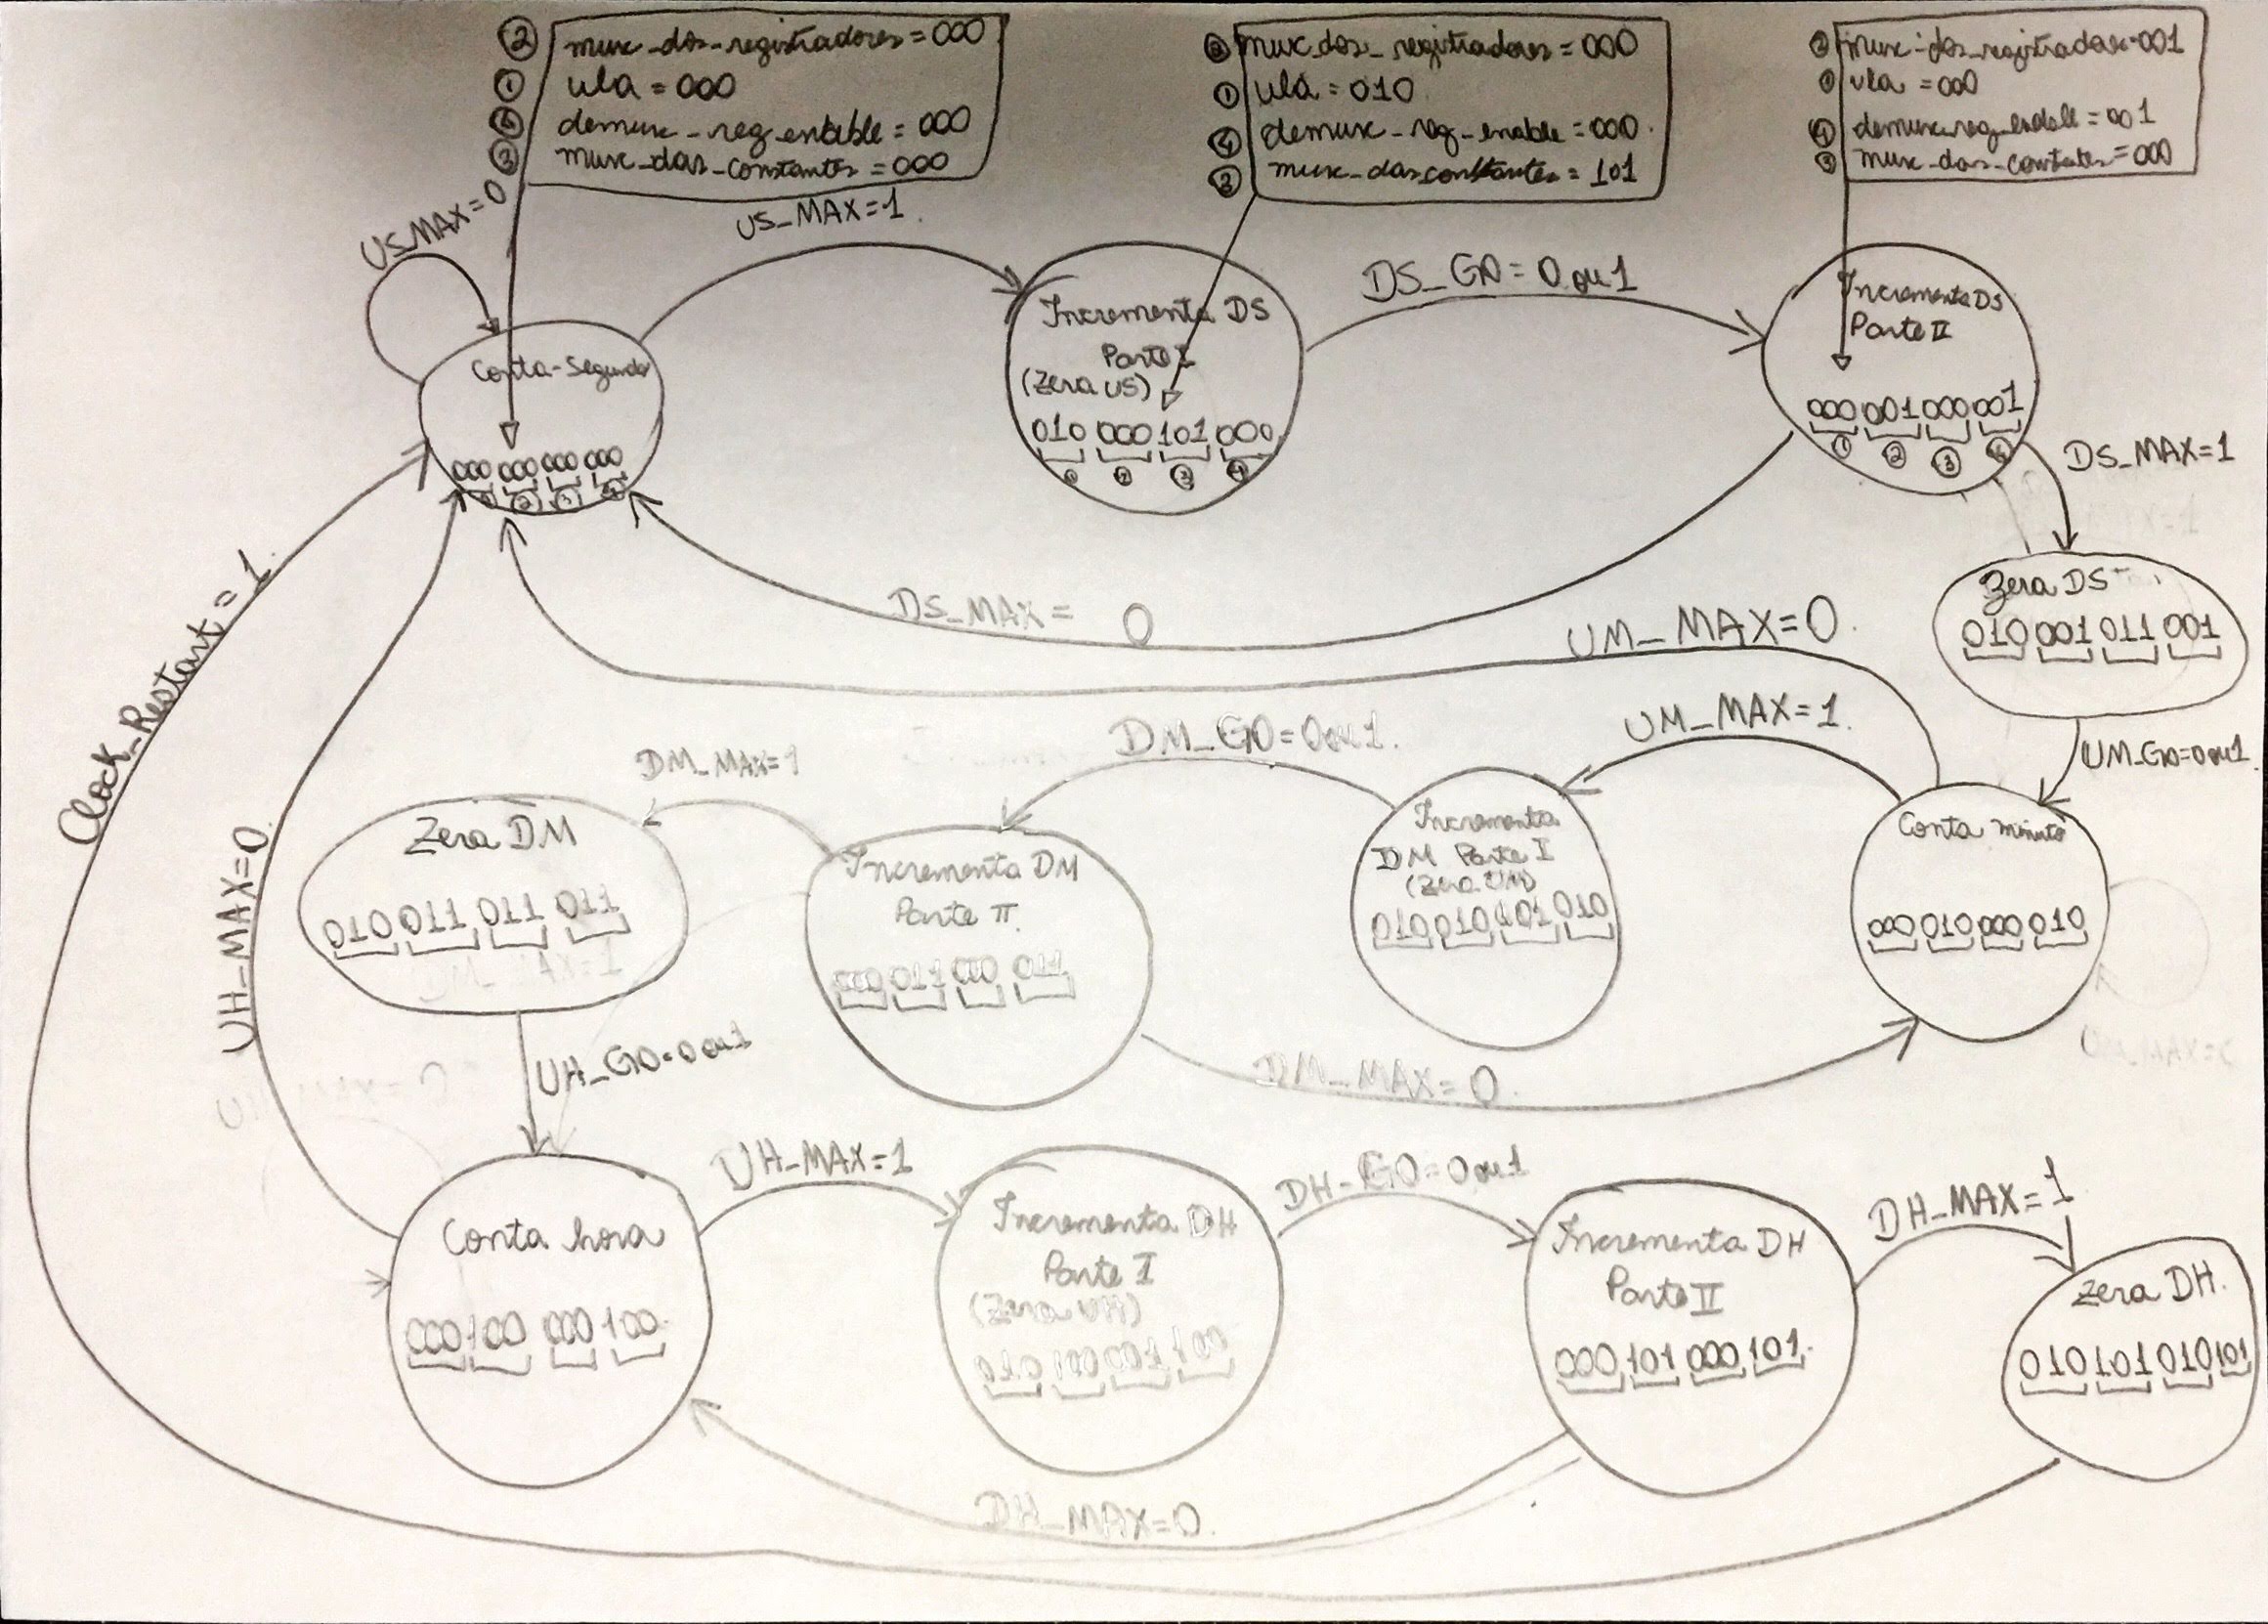 ② mux_dos_registradores = 000
① ula = 000
④ demux_reg_enable = 000
③ mux_das_constantes = 000
② mux_dos_registradores = 000
① ula = 010
④ demux_reg_enable = 000
③ mux_das_constantes = 101
② mux_dos_registradores = 001
① ula = 000
④ demux_reg_enable = 001
③ mux_das_constantes = 000
US_MAX=0
US_MAX=1
Conta-Segundo
000 000 000 000
① ② ③ ④
Incrementa DS
Parte I
(Zera US)
010 000 101 000
① ② ③ ④
DS_GO = 0 ou 1
Incrementa DS
Parte II
000 001 000 001
① ② ③ ④
DS_MAX=1
DS_MAX = 0
Zera DS
010 001 011 001
UM_GO=0 ou 1
UM_MAX=0
UM_MAX=1
Conta minuto
000 010 000 010
Incrementa
DM Parte I
(Zera UM)
010 010 101 010
DM_GO=0 ou 1
Incrementa DM
Parte II
000 011 000 011
DM_MAX=1
DM_MAX=0
Zera DM
010 011 011 011
UH_GO=0 ou 1
Clock_Restart = 1
UH_MAX=0
Conta hora
000 100 000 100
UH_MAX=1
Incrementa DH
Parte I
(Zera UH)
010 100 001 100
DH_GO=0 ou 1
Incrementa DH
Parte II
000 101 000 101
DH_MAX=1
DH_MAX=0
Zera DH
010 101 010 101